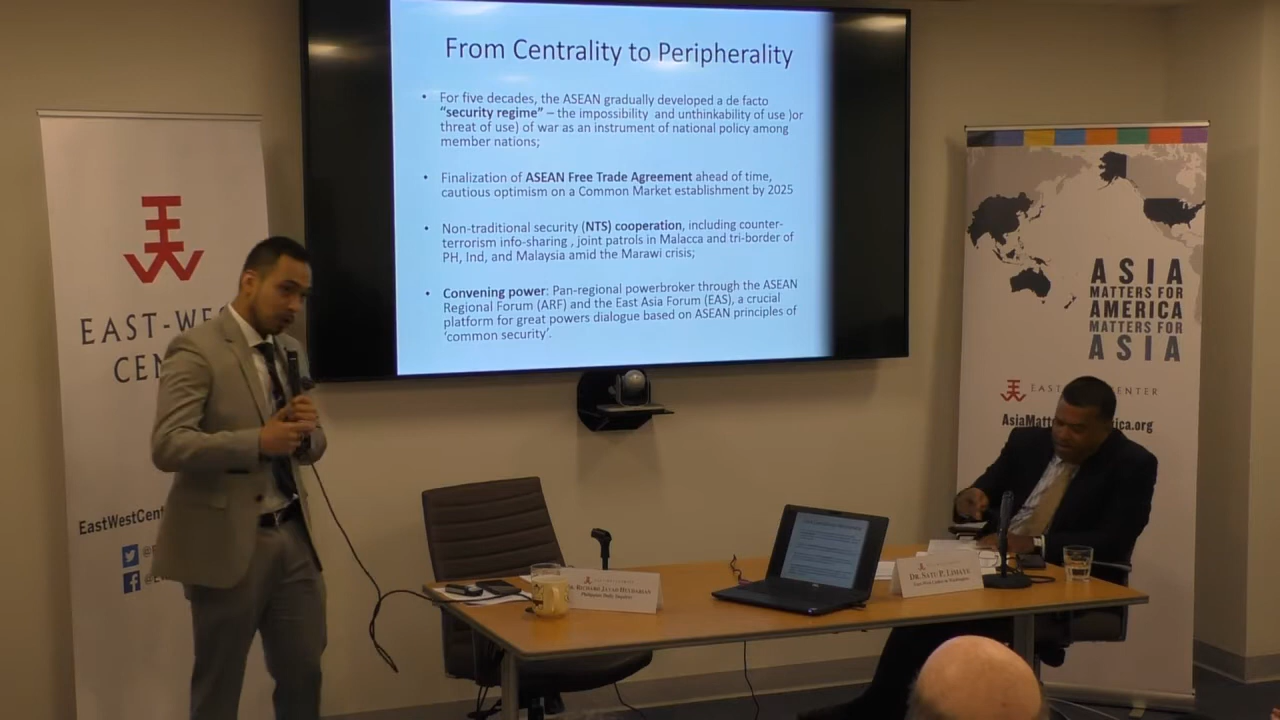 From Centrality to Peripherality
• For five decades, the ASEAN gradually developed a de facto
“security regime” – the impossibility and unthinkability of use )or
threat of use) of war as an instrument of national policy among
member nations;
• Finalization of ASEAN Free Trade Agreement ahead of time,
cautious optimism on a Common Market establishment by 2025
• Non-traditional security (NTS) cooperation, including counter-
terrorism info-sharing , joint patrols in Malacca and tri-border of
PH, Ind, and Malaysia amid the Marawi crisis;
• Convening power: Pan-regional powerbroker through the ASEAN
Regional Forum (ARF) and the East Asia Forum (EAS), a crucial
platform for great powers dialogue based on ASEAN principles of
‘common security’.
EAST-WE
CEN
EastWestCent
ASIA
MATTERS FOR
AMERICA
MATTERS FOR
ASIA
EAS ENTER
AsiaMatt ica.org
Dr. Richard Javad Heydarian
Philippine Daily Inquirer
Dr. Satu P. Limaye
East-West Center in Washington